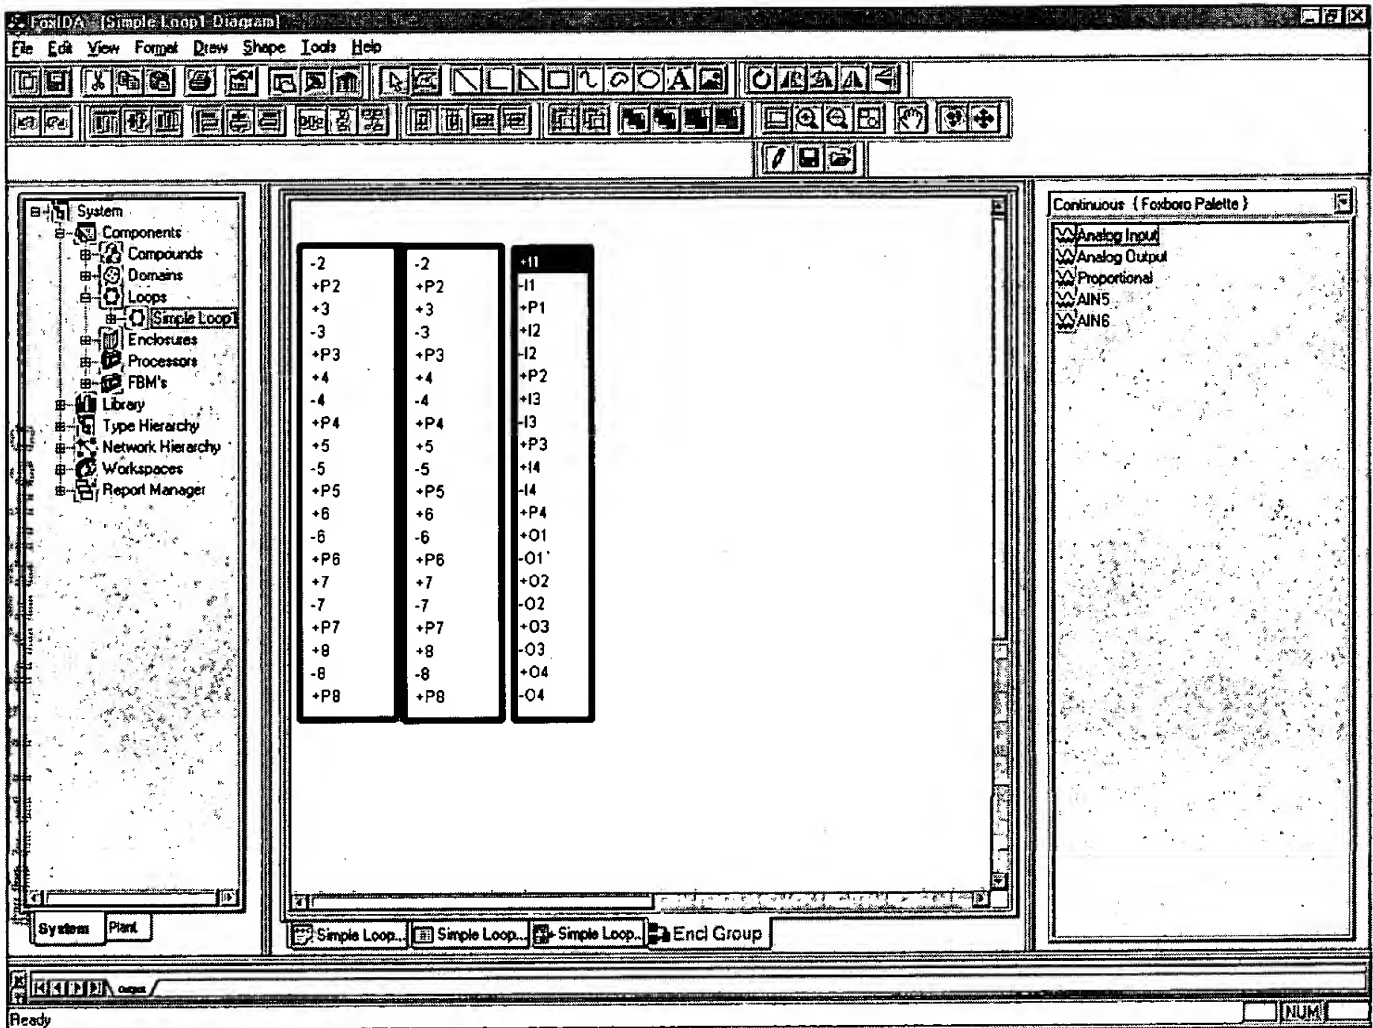 FoxIDA [Simple Loop1 Diagram]
File Edit View Format Draw Shape Tools Help
A
System
Components
Compounds
Domains
Loops
Simple Loop1
Enclosures
Processors
FBM's
Library
Type Hierarchy
Network Hierarchy
Workspaces
Report Manager
System Plant
-2
+P2
+3
-3
+P3
+4
-4
+P4
+5
-5
+P5
+6
-6
+P6
+7
-7
+P7
+8
-8
+P8
-2
+P2
+3
-3
+P3
+4
-4
+P4
+5
-5
+P5
+6
-6
+P6
+7
-7
+P7
+8
-8
+P8
+I1
-I1
+P1
+I2
-I2
+P2
+I3
-I3
+P3
+I4
-I4
+P4
+O1
-O1
+O2
-O2
+O3
-O3
+O4
-O4
Simple Loop... Simple Loop... Simple Loop... Encl Group
Continuous { Foxboro Palette }
Analog Input
Analog Output
Proportional
AIN5
AIN6
output
Ready
NUM